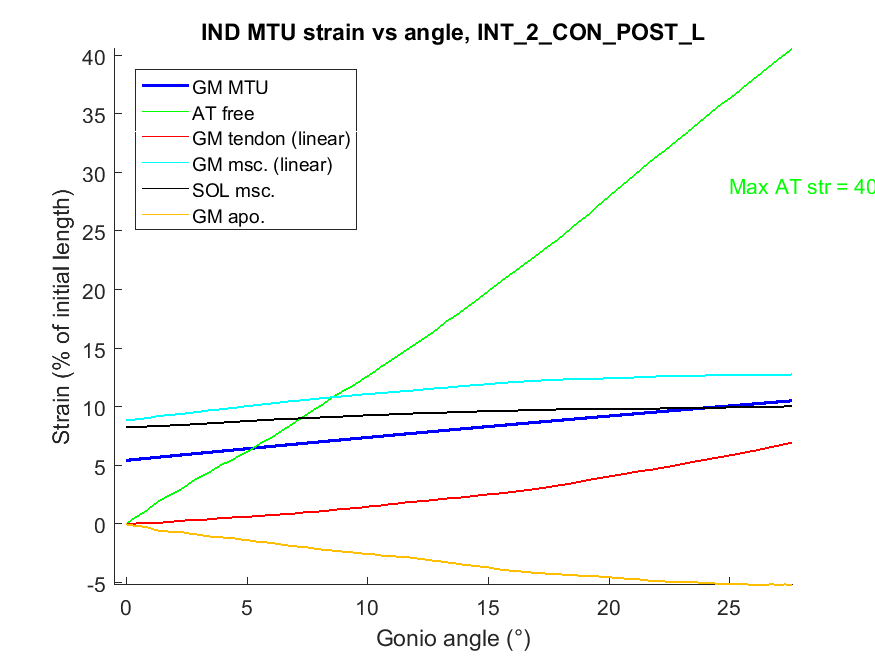 IND MTU strain vs angle, INT_2_CON_POST_L
40
35
30
25
20
15
10
5
0
-5
Strain (% of initial length)
GM MTU
AT free
GM tendon (linear)
GM msc. (linear)
SOL msc.
GM apo.
Max AT str = 40
0 5 10 15 20 25
Gonio angle (°)